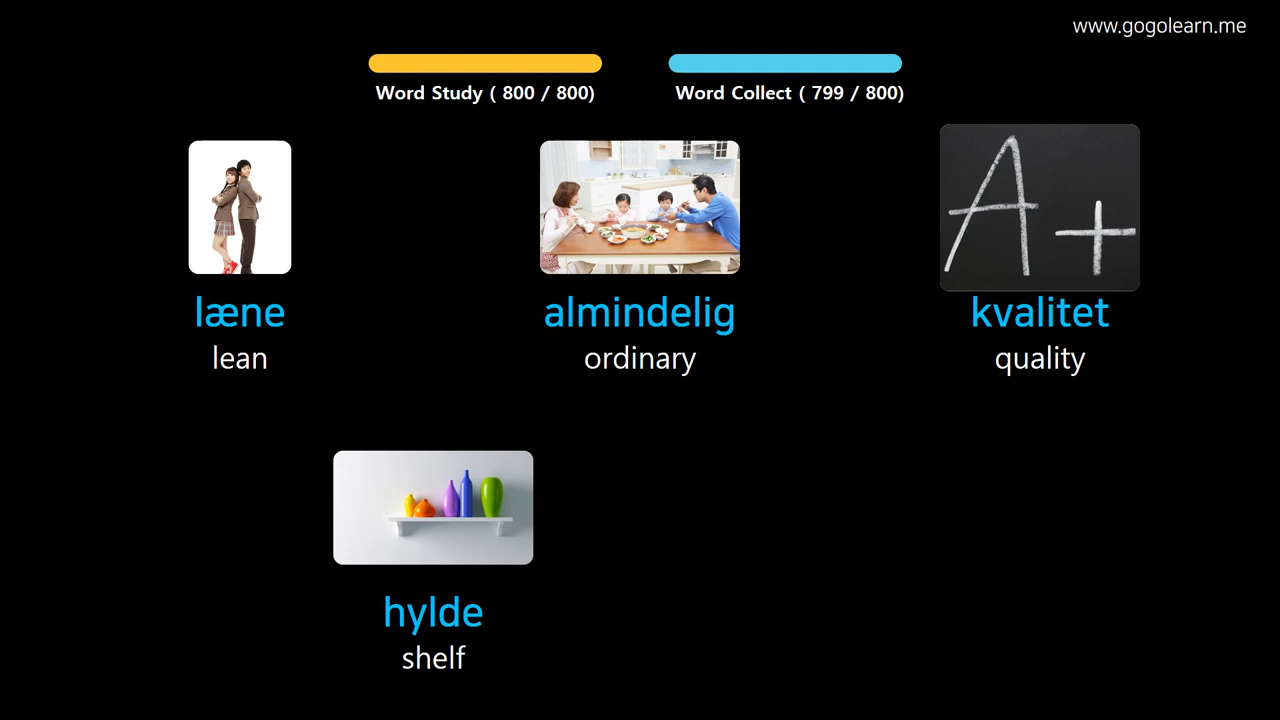 www.gogolearn.me
Word Study ( 800 / 800)
Word Collect ( 799 / 800)
A+
læne
lean
almindelig
ordinary
kvalitet
quality
hylde
shelf